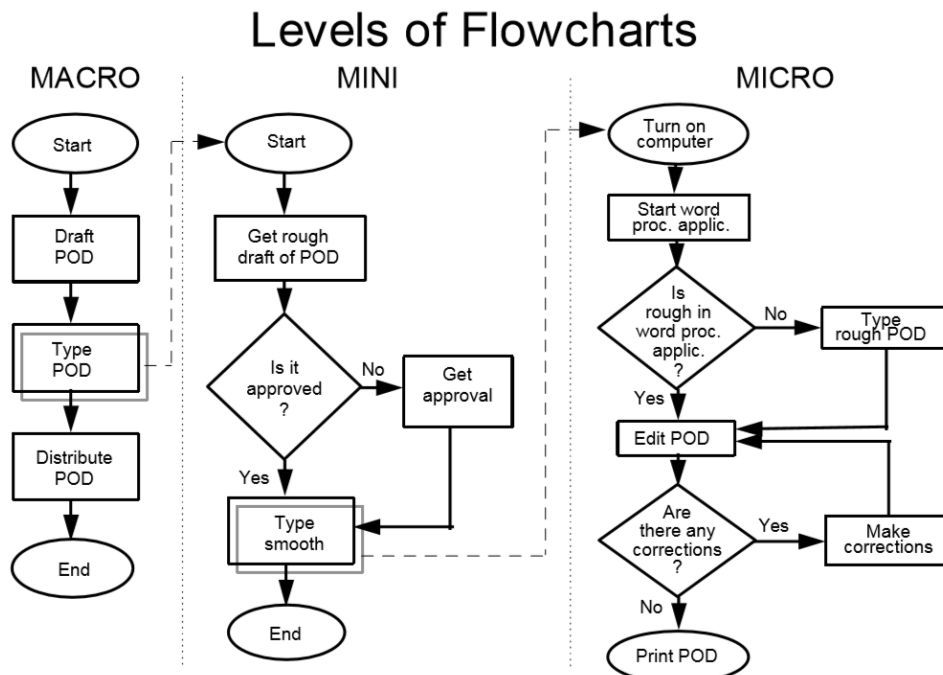 Levels of Flowcharts
MACRO
Start
Draft
POD
Type
POD
Distribute
POD
End
MINI
Start
Get rough
draft of POD
Is it
approved
?
No
Get
approval
Yes
Type
smooth
End
MICRO
Turn on
computer
Start word
proc. applic.
Is
rough in
word proc.
applic.
?
No
Type
rough POD
Yes
Edit POD
Are
there any
corrections
?
Yes
Make
corrections
No
Print POD